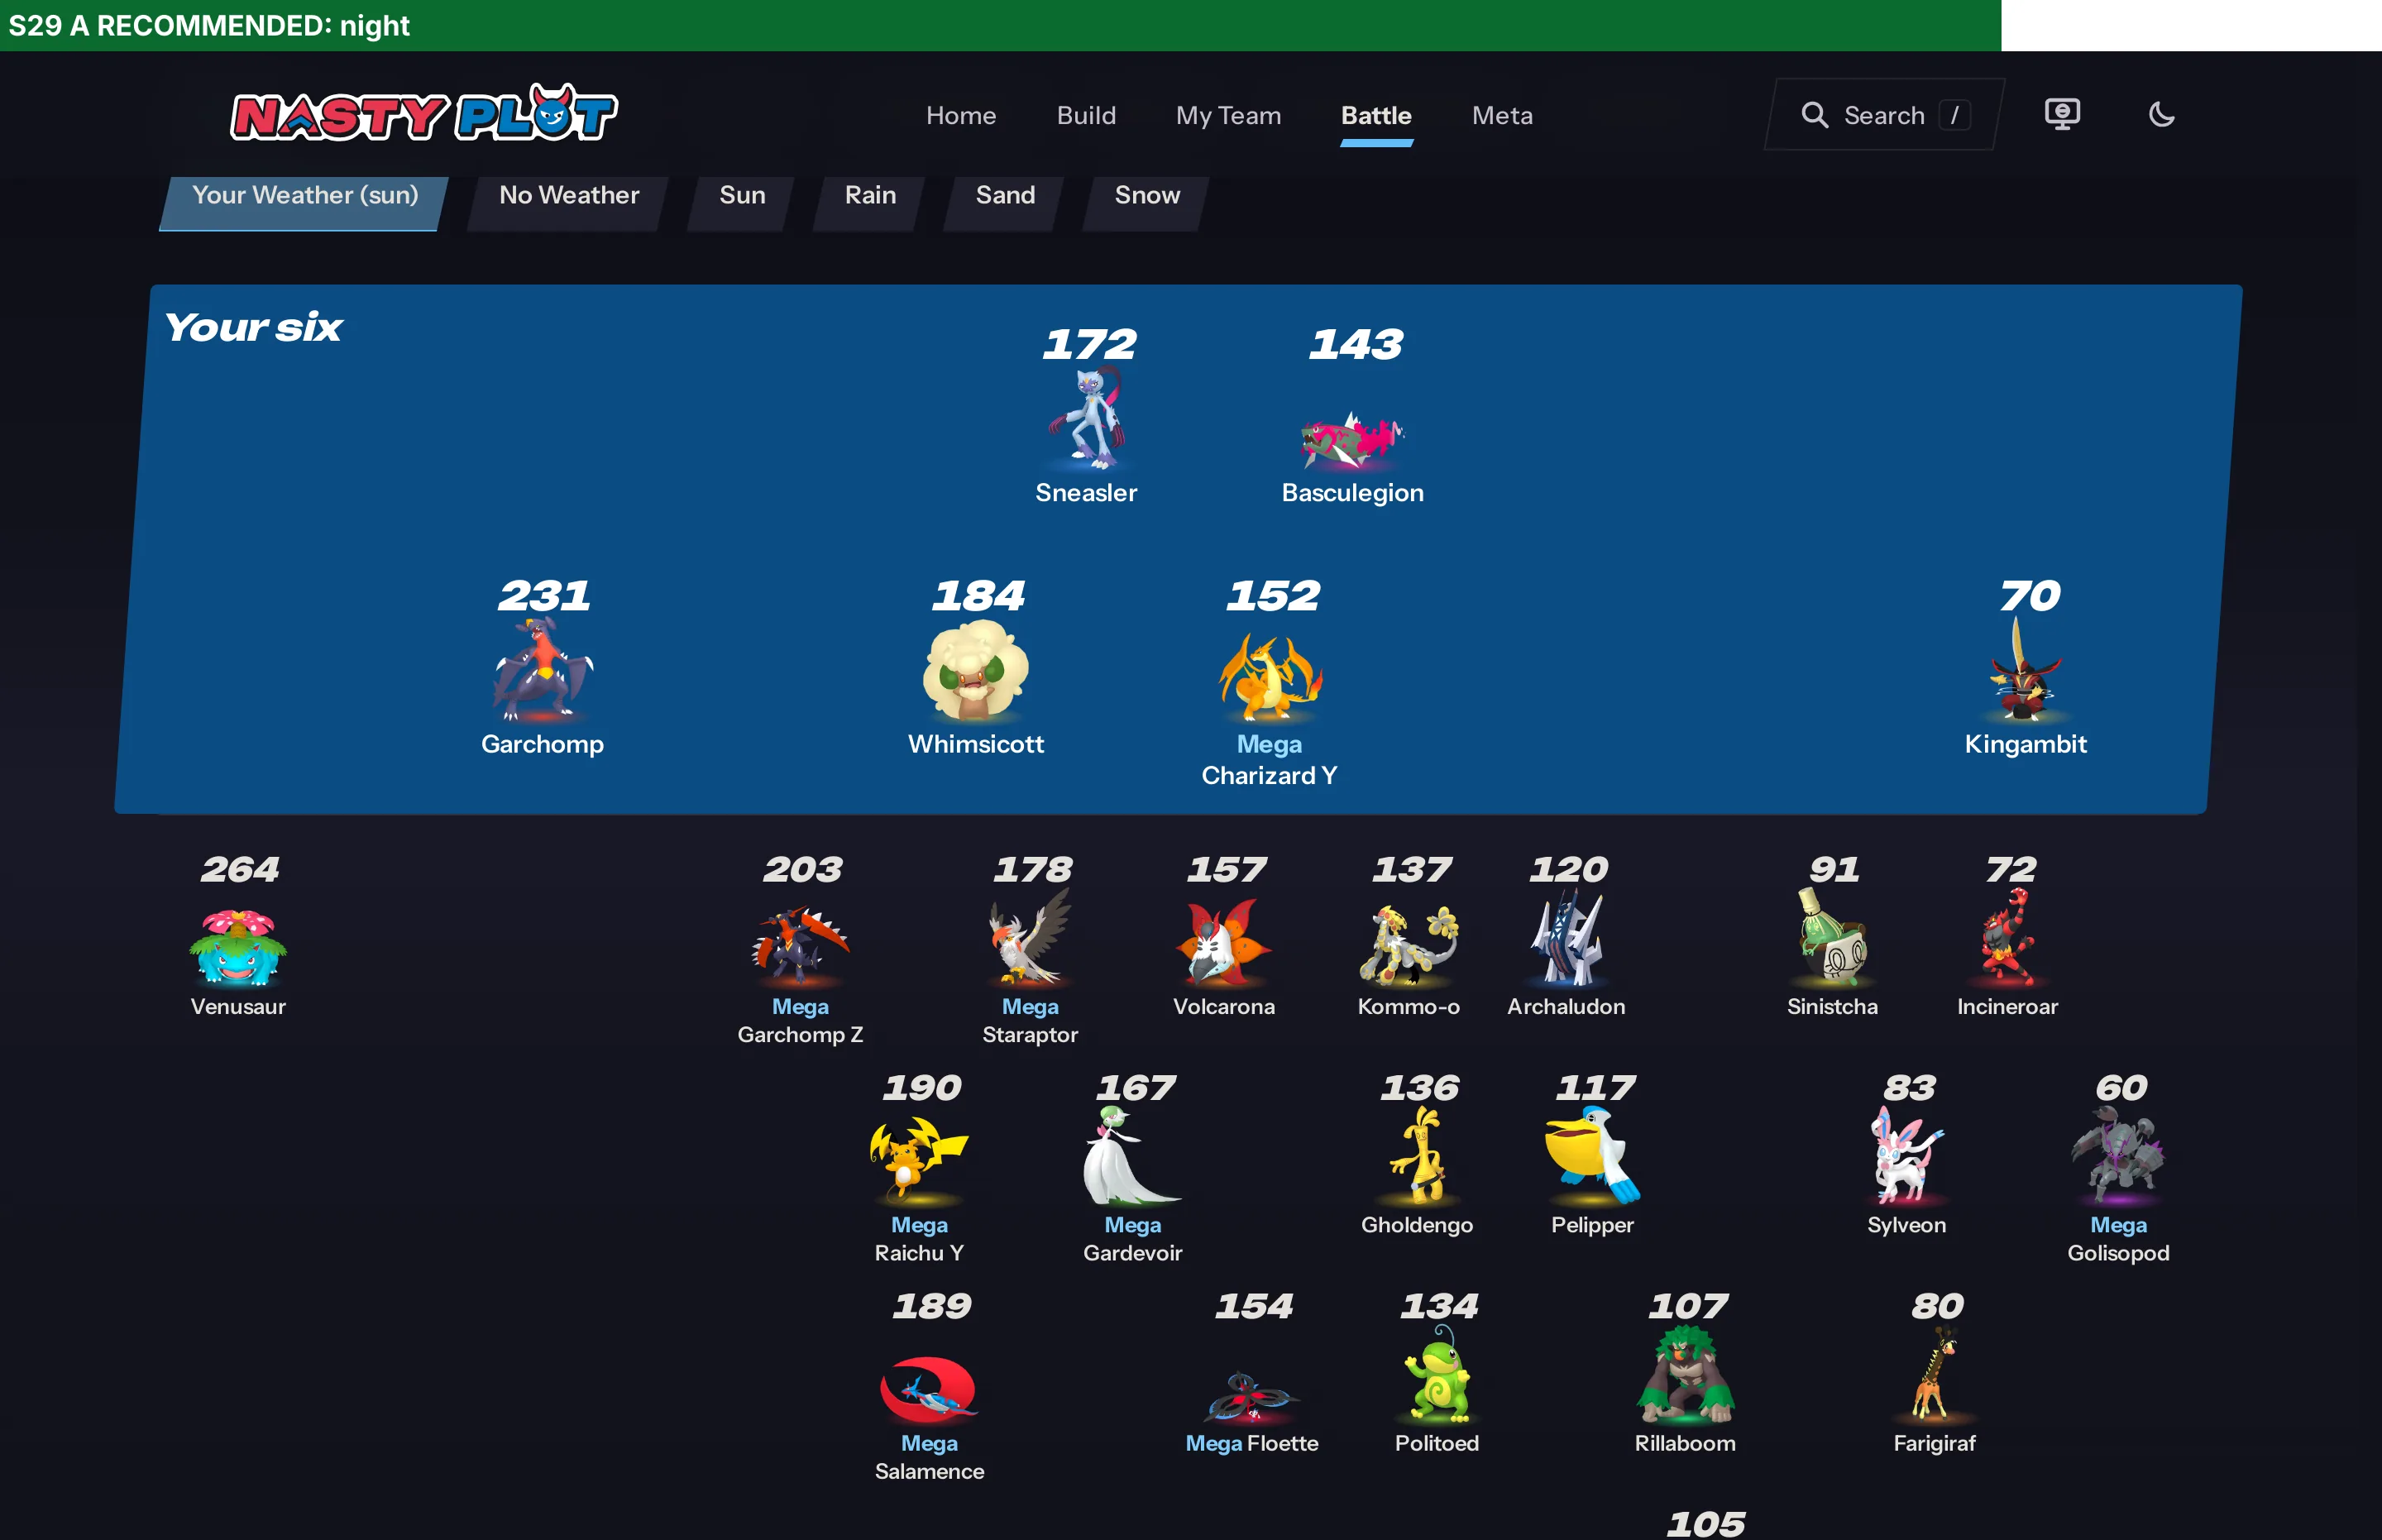 S29 A RECOMMENDED: night
NASTY PLOT
Home
Build
My Team
Battle
Meta
Search /
Your Weather (sun)
No Weather
Sun
Rain
Sand
Snow
Your six
172
Sneasler
143
Basculegion
231
Garchomp
184
Whimsicott
152
Mega
Charizard Y
70
Kingambit
264
Venusaur
203
Mega
Garchomp Z
178
Mega
Staraptor
157
Volcarona
137
Kommo-o
120
Archaludon
91
Sinistcha
72
Incineroar
190
Mega
Raichu Y
167
Mega
Gardevoir
136
Gholdengo
117
Pelipper
83
Sylveon
60
Mega
Golisopod
189
Mega
Salamence
154
Mega Floette
134
Politoed
107
Rillaboom
80
Farigiraf
105